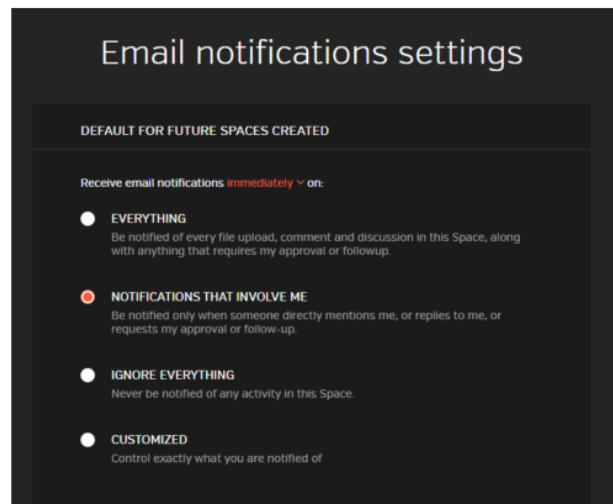 Email notifications settings
DEFAULT FOR FUTURE SPACES CREATED
Receive email notifications immediately on:
EVERYTHING
Be notified of every file upload, comment and discussion in this Space, along
with anything that requires my approval or followup.
NOTIFICATIONS THAT INVOLVE ME
Be notified only when someone directly mentions me, or replies to me, or
requests my approval or follow-up.
IGNORE EVERYTHING
Never be notified of any activity in this Space.
CUSTOMIZED
Control exactly what you are notified of